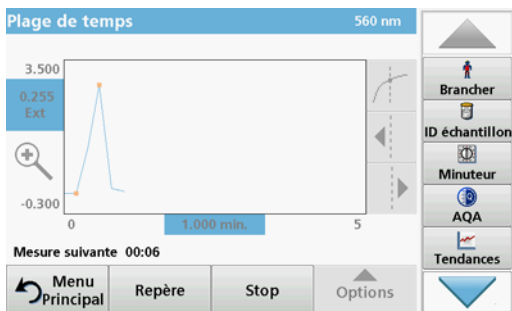 Plage de temps 560 nm
3.500
0.255
Ext
-0.300
0 1.000 min. 5
Mesure suivante 00:06
Menu
Principal
Repère
Stop
Options
Brancher
ID échantillon
Minuteur
AQA
Tendances